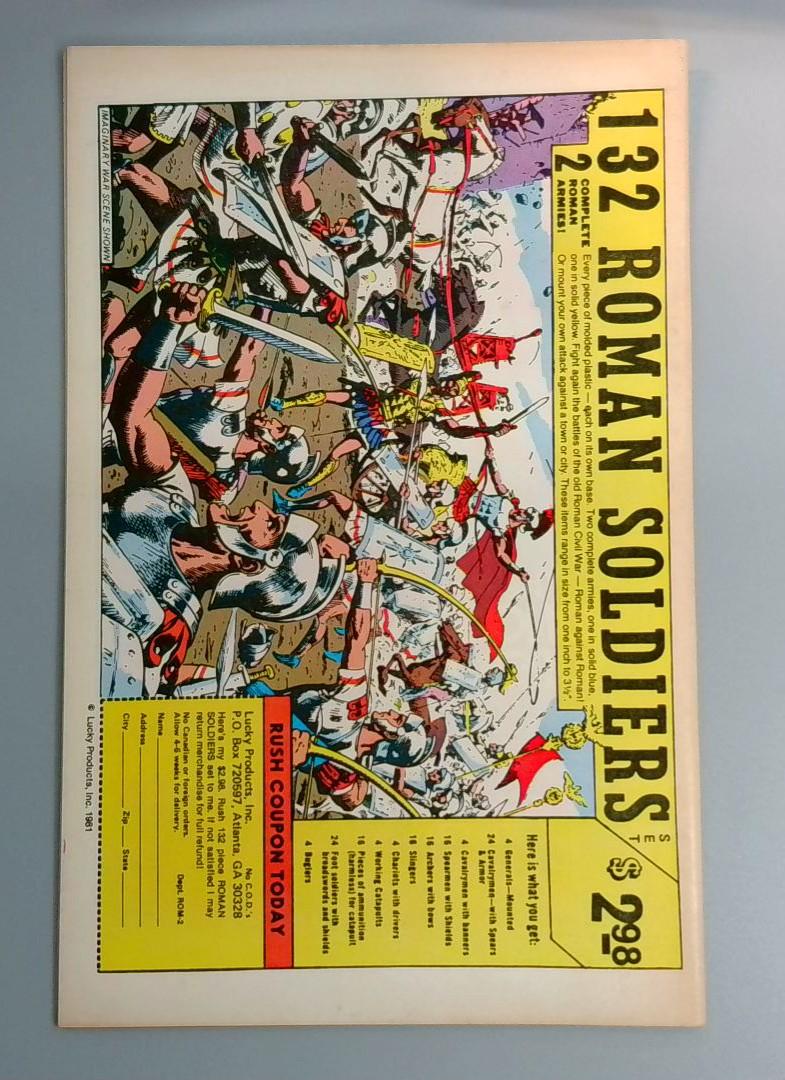 132 ROMAN SOLDIERS
SET
$2.98
2 COMPLETE
ROMAN
ARMIES!
Every piece of molded plastic — each on its own base. Two complete armies, one in solid blue,
one in solid yellow. Fight again the battles of the old Roman Civil War — Roman against Roman!
Or mount your own attack against a town or city. These items range in size from one inch to 3½"
Here is what you get:
4 Generals—Mounted
24 Cavalrymen—with Spears
& Armor
4 Cavalrymen with banners
16 Spearmen with Shields
16 Archers with bows
16 Slingers
4 Chariots with drivers
4 Working Catapults
16 Pieces of ammunition
(harmless) for catapult
24 Foot soldiers with
broadswords and shields
4 Buglers
RUSH COUPON TODAY
Lucky Products, Inc. No C.O.D.'s
P.O. Box 720597, Atlanta, GA 30328
Here's my $2.98. Rush 132 piece ROMAN
SOLDIERS set to me. If not satisfied I may
return merchandise for full refund!
No Canadian or foreign orders.
Allow 4-6 weeks for delivery. Dept. ROM-2
Name
Address
City Zip State
IMAGINARY WAR SCENE SHOWN
© Lucky Products, Inc. 1981